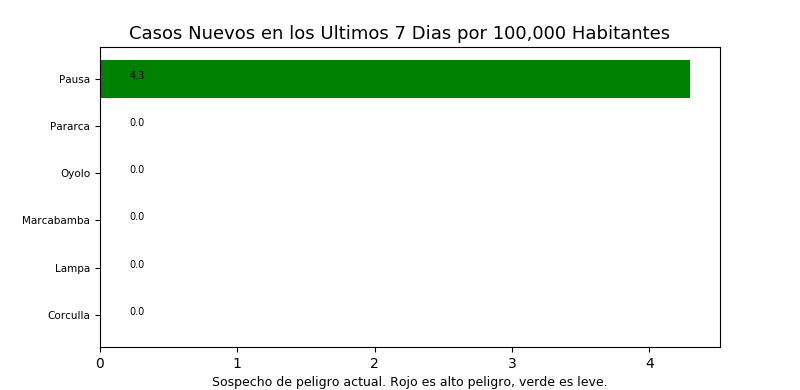 Casos Nuevos en los Ultimos 7 Dias por 100,000 Habitantes
Pausa 4.3
Pararca 0.0
Oyolo 0.0
Marcabamba 0.0
Lampa 0.0
Corculla 0.0
0 1 2 3 4
Sospecho de peligro actual. Rojo es alto peligro, verde es leve.